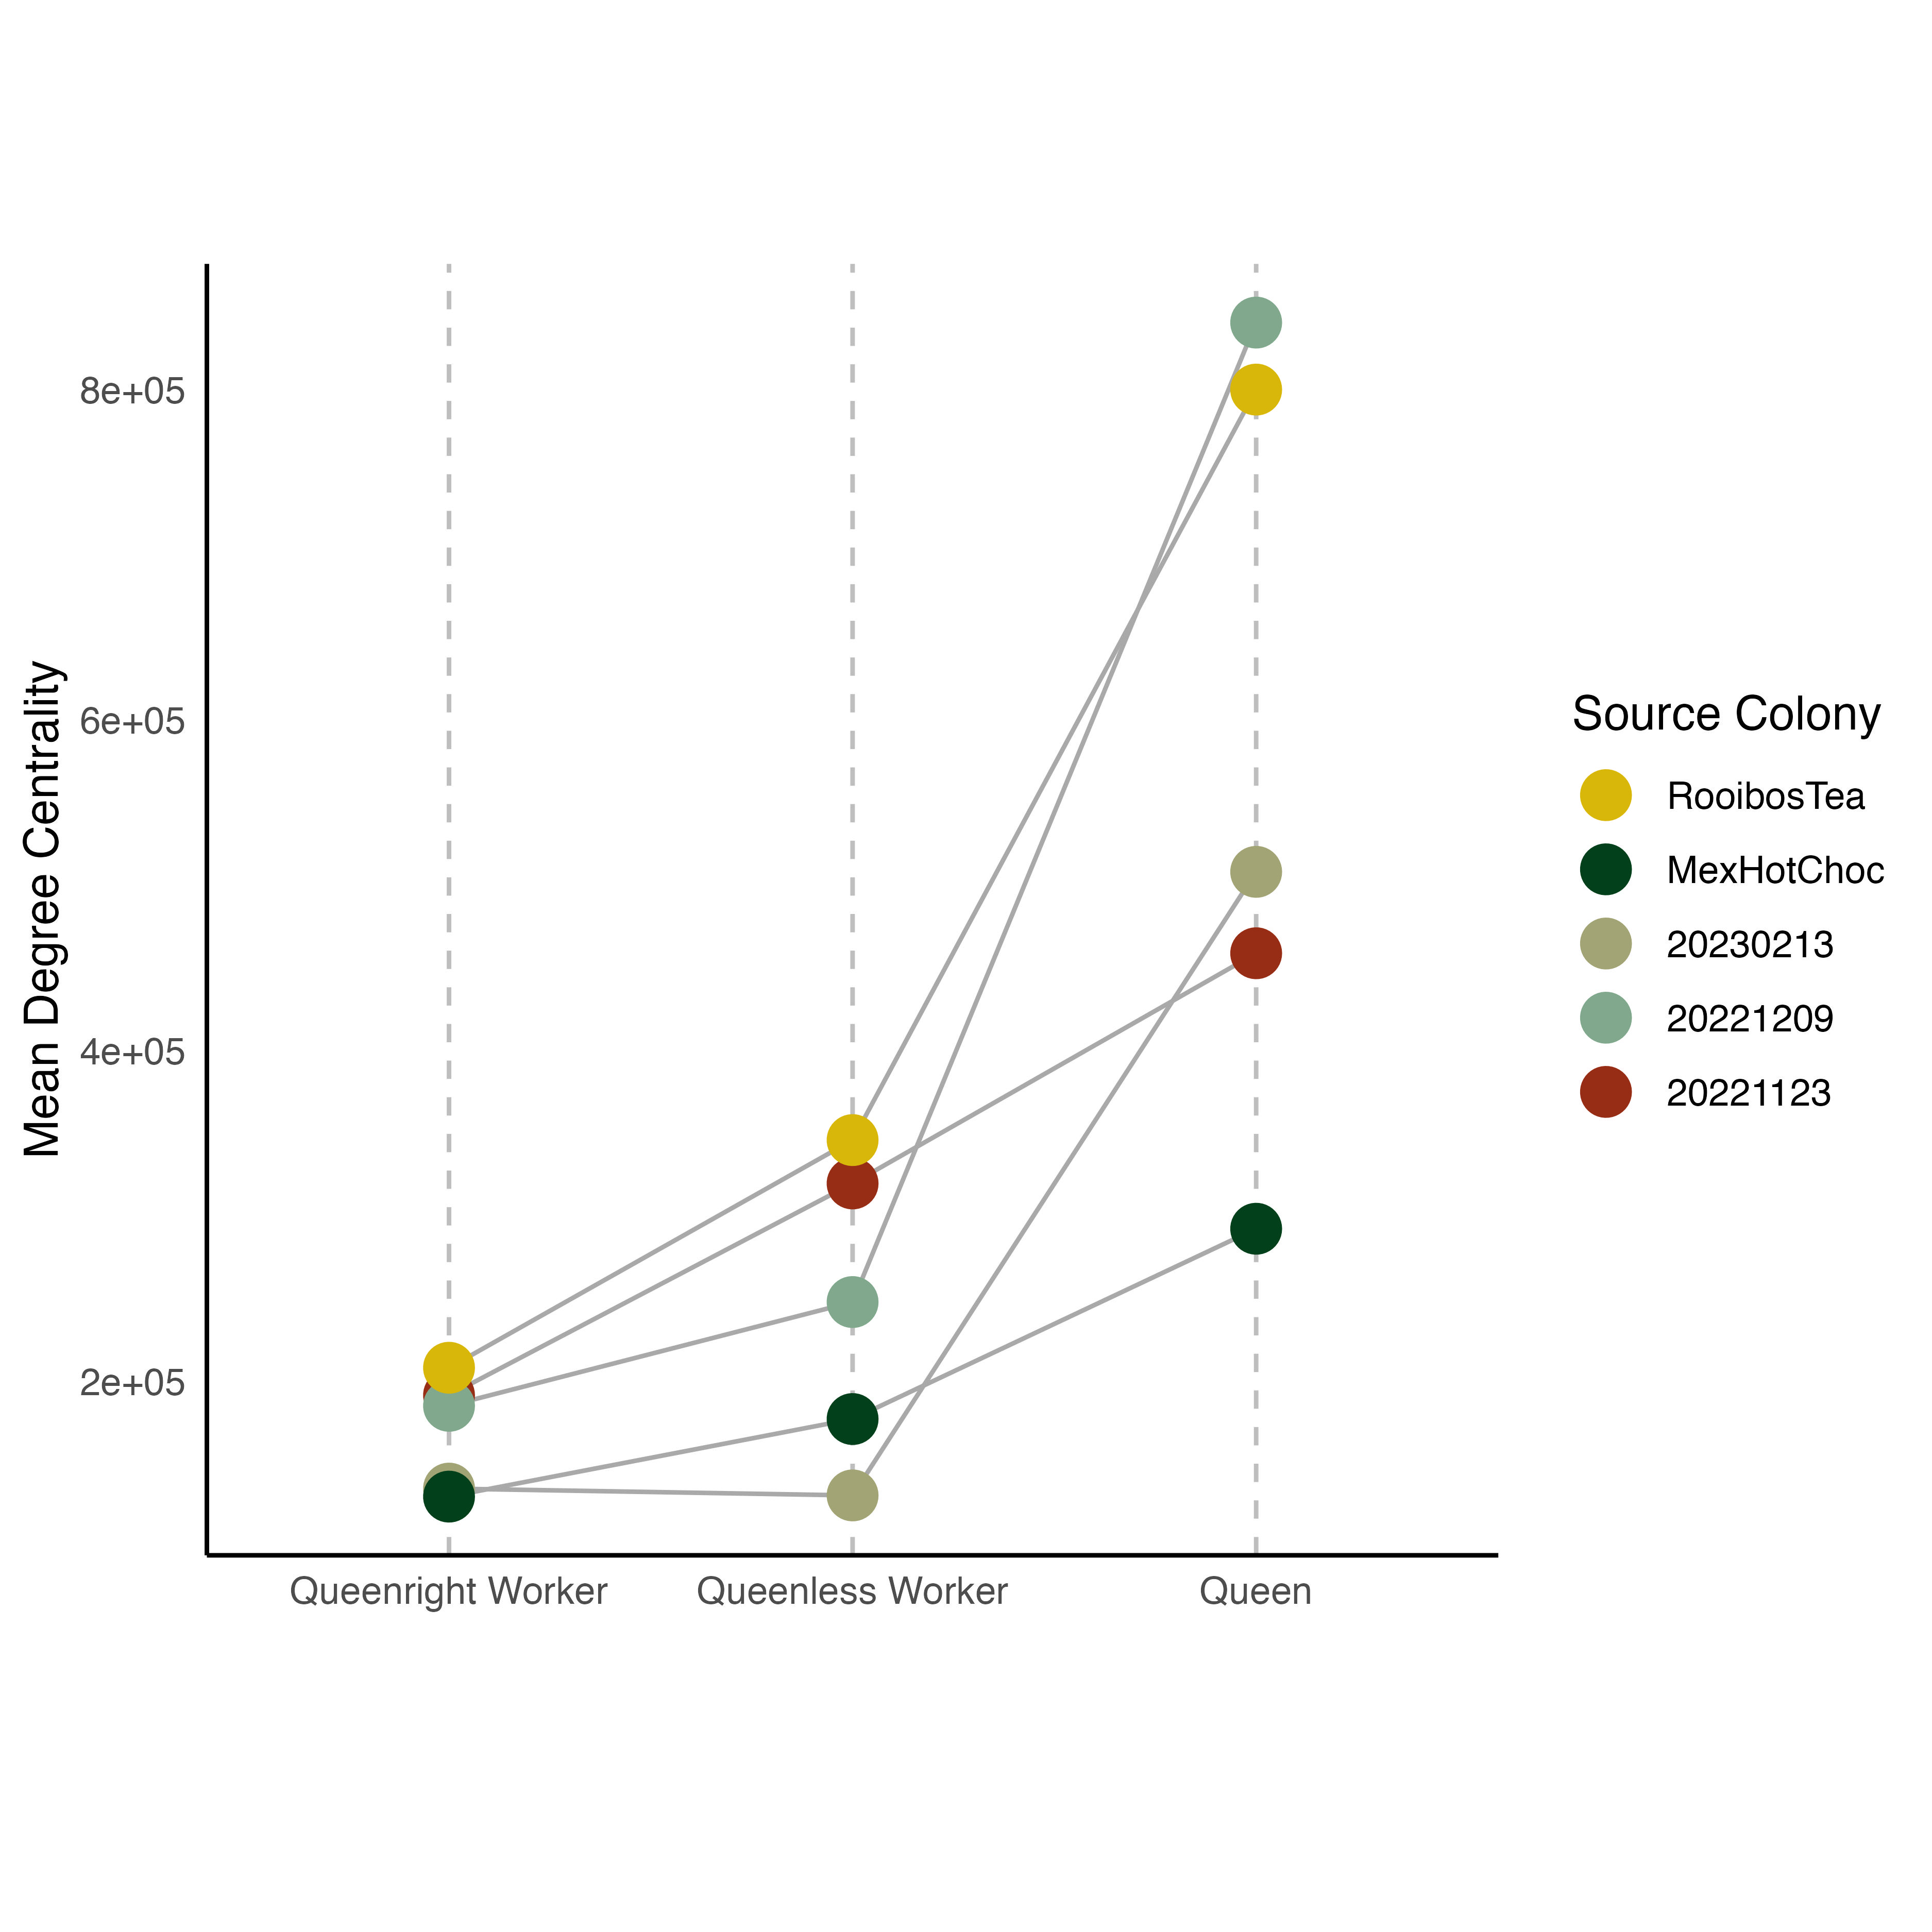 Mean Degree Centrality
8e+05
6e+05
4e+05
2e+05
Queenright Worker
Queenless Worker
Queen
Source Colony
RooibosTea
MexHotChoc
20230213
20221209
20221123